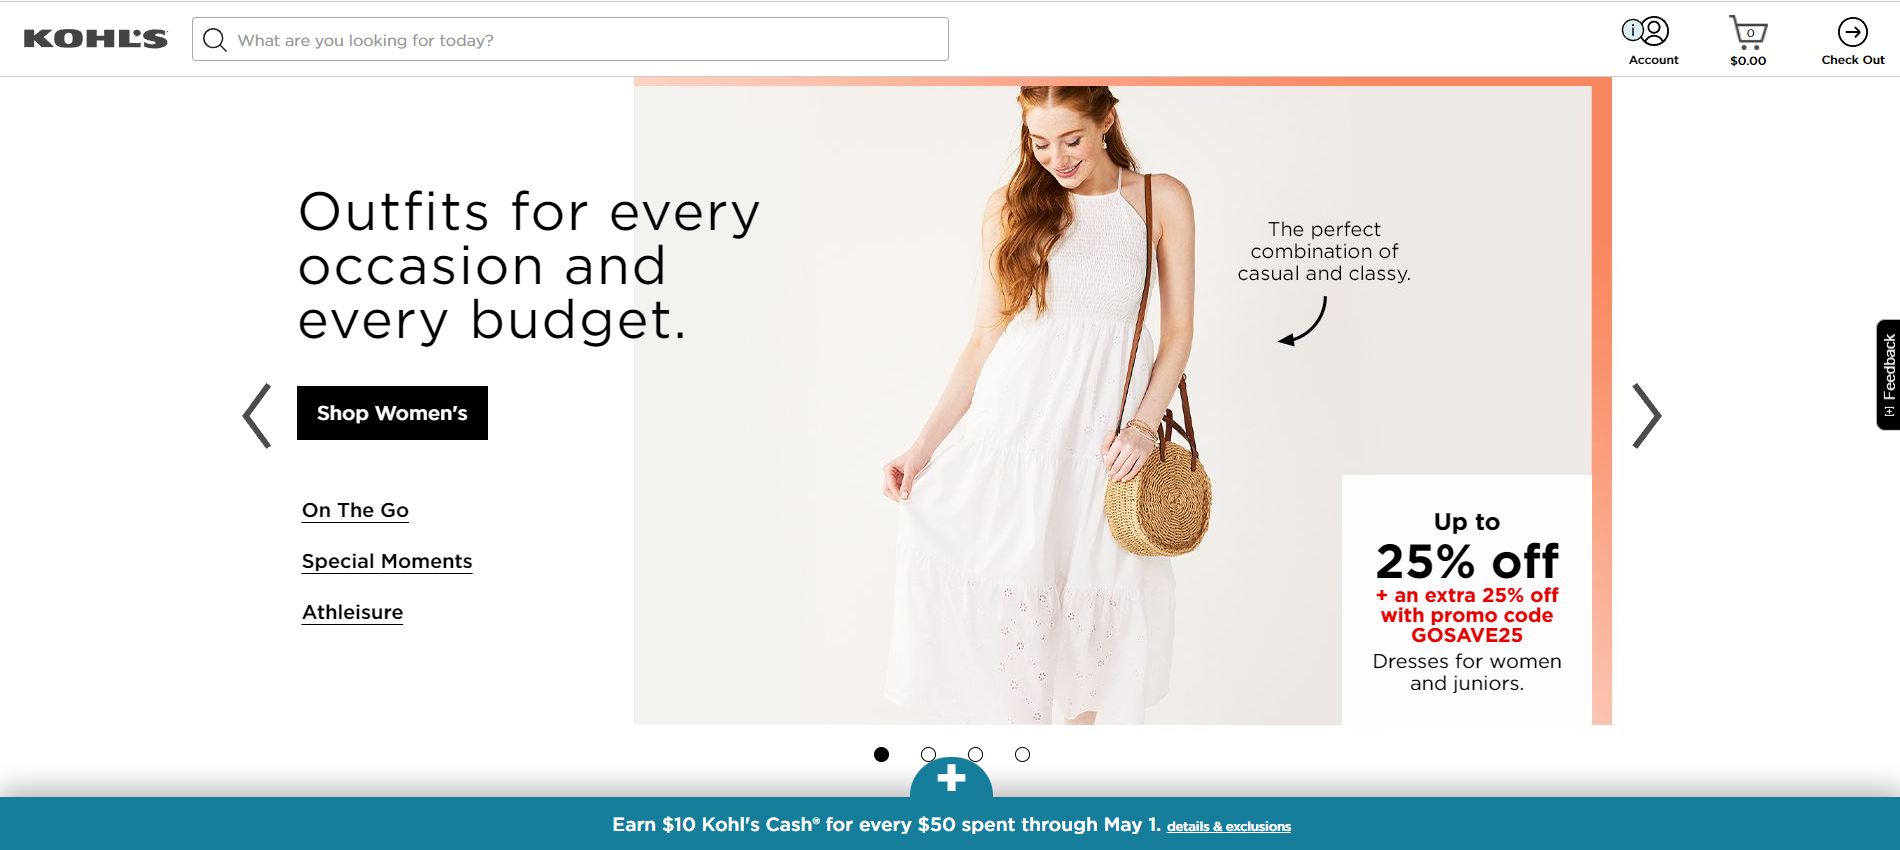 KOHL'S
What are you looking for today?
i
Account
0
$0.00
Check Out
Outfits for every
occasion and
every budget.
Shop Women's
On The Go
Special Moments
Athleisure
The perfect
combination of
casual and classy.
Up to
25% off
+ an extra 25% off
with promo code
GOSAVE25
Dresses for women
and juniors.
[+] Feedback
Earn $10 Kohl's Cash® for every $50 spent through May 1. details & exclusions